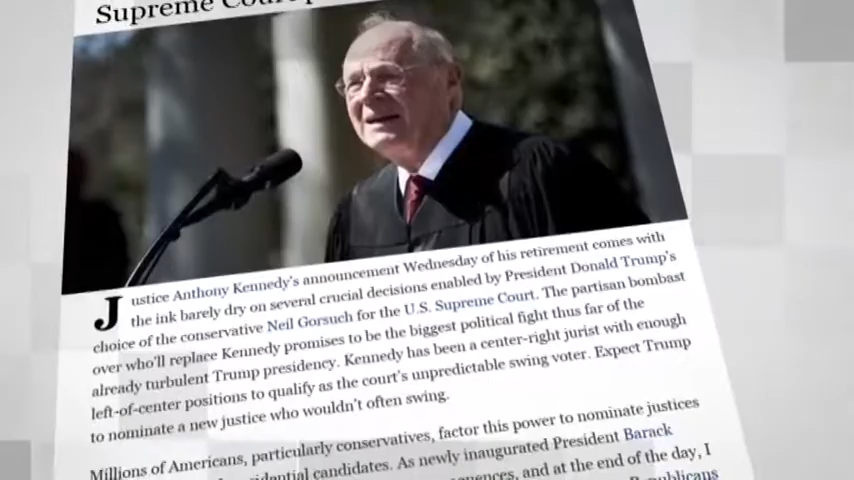 Supreme Court
Justice Anthony Kennedy's announcement Wednesday of his retirement comes with
the ink barely dry on several crucial decisions enabled by President Donald Trump's
choice of the conservative Neil Gorsuch for the U.S. Supreme Court. The partisan bombast
over who'll replace Kennedy promises to be the biggest political fight thus far of the
already turbulent Trump presidency. Kennedy has been a center-right jurist with enough
left-of-center positions to qualify as the court's unpredictable swing voter. Expect Trump
to nominate a new justice who wouldn't often swing.
Millions of Americans, particularly conservatives, factor this power to nominate justices
candidates. As newly inaugurated President Barack
and at the end of the day, I
Republicans